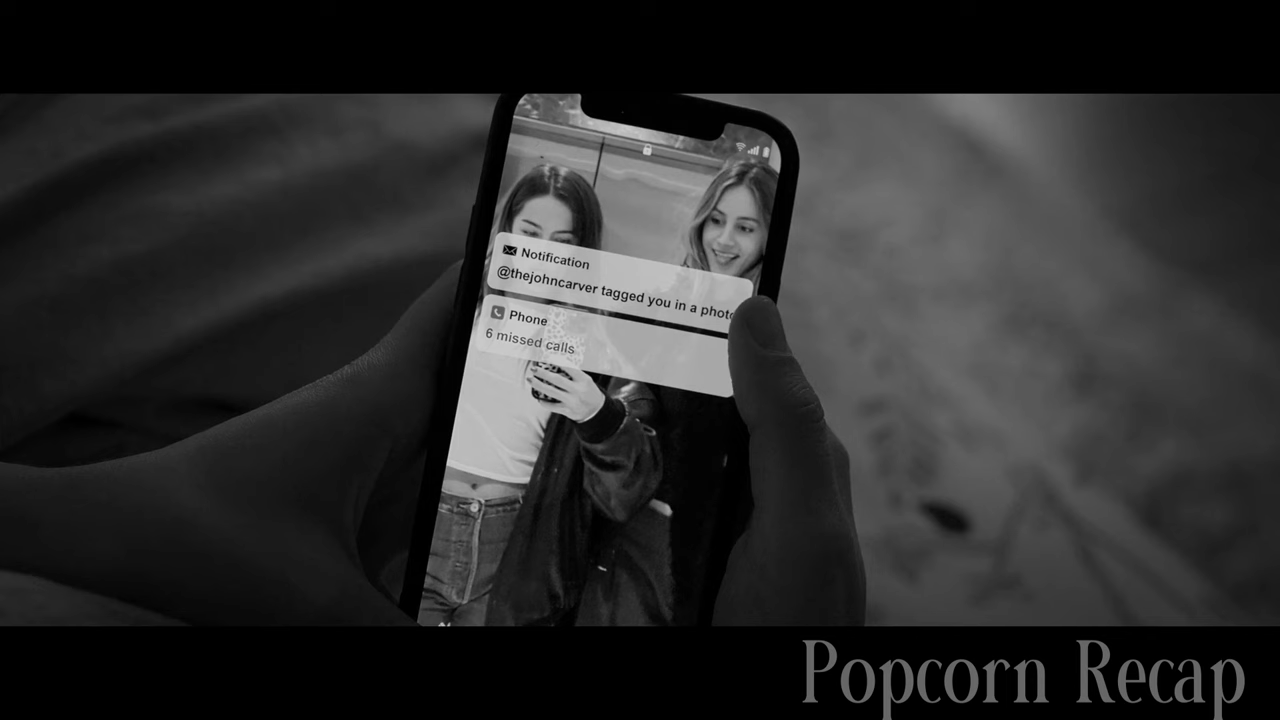 Notification
@thejohncarver tagged you in a photo
Phone
6 missed calls
Popcorn Recap